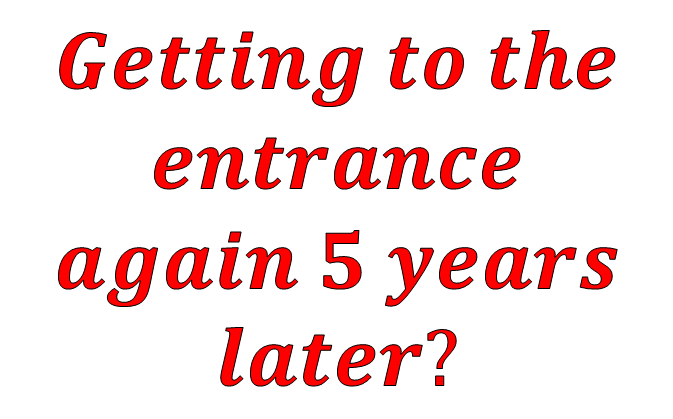 Getting to the
entrance
again 5 years
later?